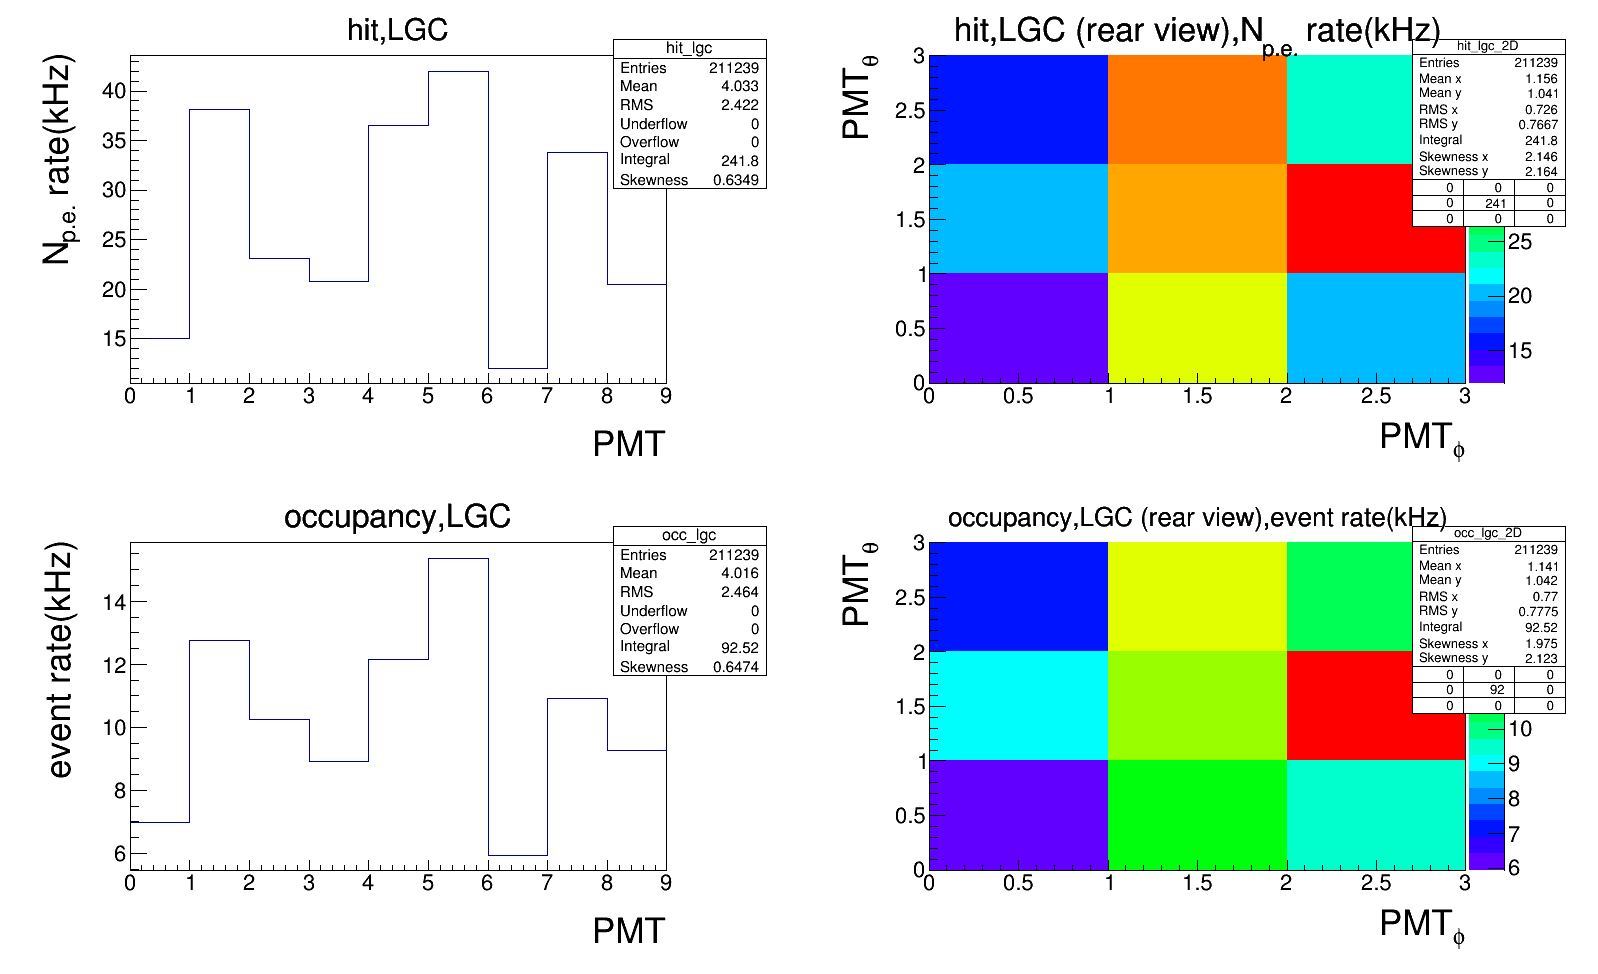 hit,LGC
hit_lgc
Entries 211239
Mean 4.033
RMS 2.422
Underflow 0
Overflow 0
Integral 241.8
Skewness 0.6349
N_p.e. rate(kHz)
40
35
30
25
20
15
0 1 2 3 4 5 6 7 8 9
PMT
hit,LGC (rear view),N_p.e. rate(kHz)
hit_lgc_2D
Entries 211239
Mean x 1.156
Mean y 1.041
RMS x 0.726
RMS y 0.7667
Integral 241.8
Skewness x 2.146
Skewness y 2.164
0 0 0
0 241 0
0 0 0
PMT_θ
3
2.5
2
1.5
1
0.5
0
0 0.5 1 1.5 2 2.5 3
25
20
15
PMT_ϕ
occupancy,LGC
occ_lgc
Entries 211239
Mean 4.016
RMS 2.464
Underflow 0
Overflow 0
Integral 92.52
Skewness 0.6474
event rate(kHz)
14
12
10
8
6
0 1 2 3 4 5 6 7 8 9
PMT
occupancy,LGC (rear view),event rate(kHz)
occ_lgc_2D
Entries 211239
Mean x 1.141
Mean y 1.042
RMS x 0.77
RMS y 0.7775
Integral 92.52
Skewness x 1.975
Skewness y 2.123
0 0 0
0 92 0
0 0 0
PMT_θ
3
2.5
2
1.5
1
0.5
0
0 0.5 1 1.5 2 2.5 3
10
9
8
7
6
PMT_ϕ